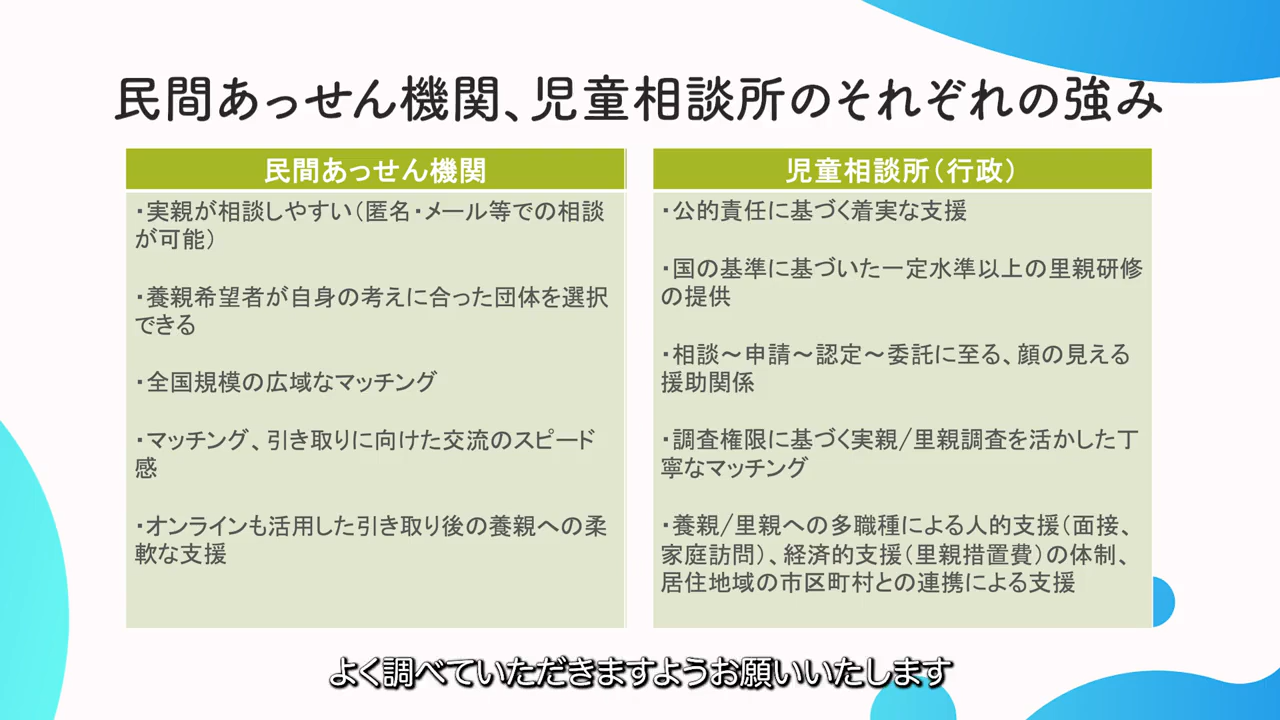 民間あっせん機関、児童相談所のそれぞれの強み
民間あっせん機関
・実親が相談しやすい(匿名・メール等での相談
が可能)
・養親希望者が自身の考えに合った団体を選択
できる
・全国規模の広域なマッチング
・マッチング、引き取りに向けた交流のスピード
感
・オンラインも活用した引き取り後の養親への柔
軟な支援
児童相談所(行政)
・公的責任に基づく着実な支援
・国の基準に基づいた一定水準以上の里親研修
の提供
・相談～申請～認定～委託に至る、顔の見える
援助関係
・調査権限に基づく実親/里親調査を活かした丁
寧なマッチング
・養親/里親への多職種による人的支援(面接、
家庭訪問)、経済的支援(里親措置費)の体制、
居住地域の市区町村との連携による支援
よく調べていただきますようお願いいたします